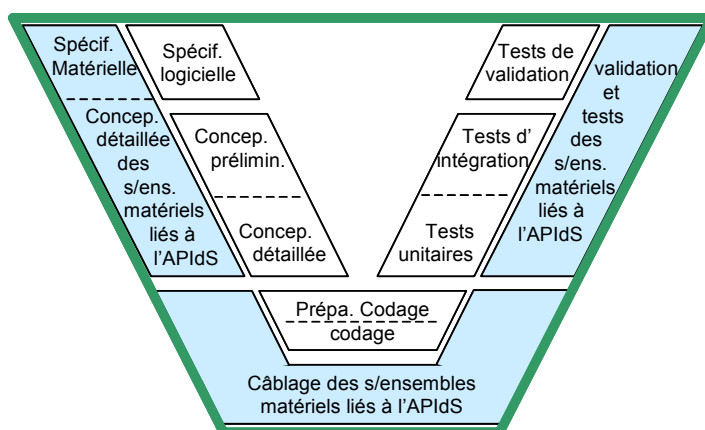 Spécif.
Matérielle
Concep.
détaillée
des
s/ens.
matériels
liés à
l'APIdS
Spécif.
logicielle
Concep.
prélimin.
Concep.
détaillée
Tests de
validation
Tests d'
intégration
Tests
unitaires
validation
et
tests
des
s/ens.
matériels
liés à
l'APIdS
Prépa. Codage
codage
Câblage des s/ensembles
matériels liés à l'APIdS